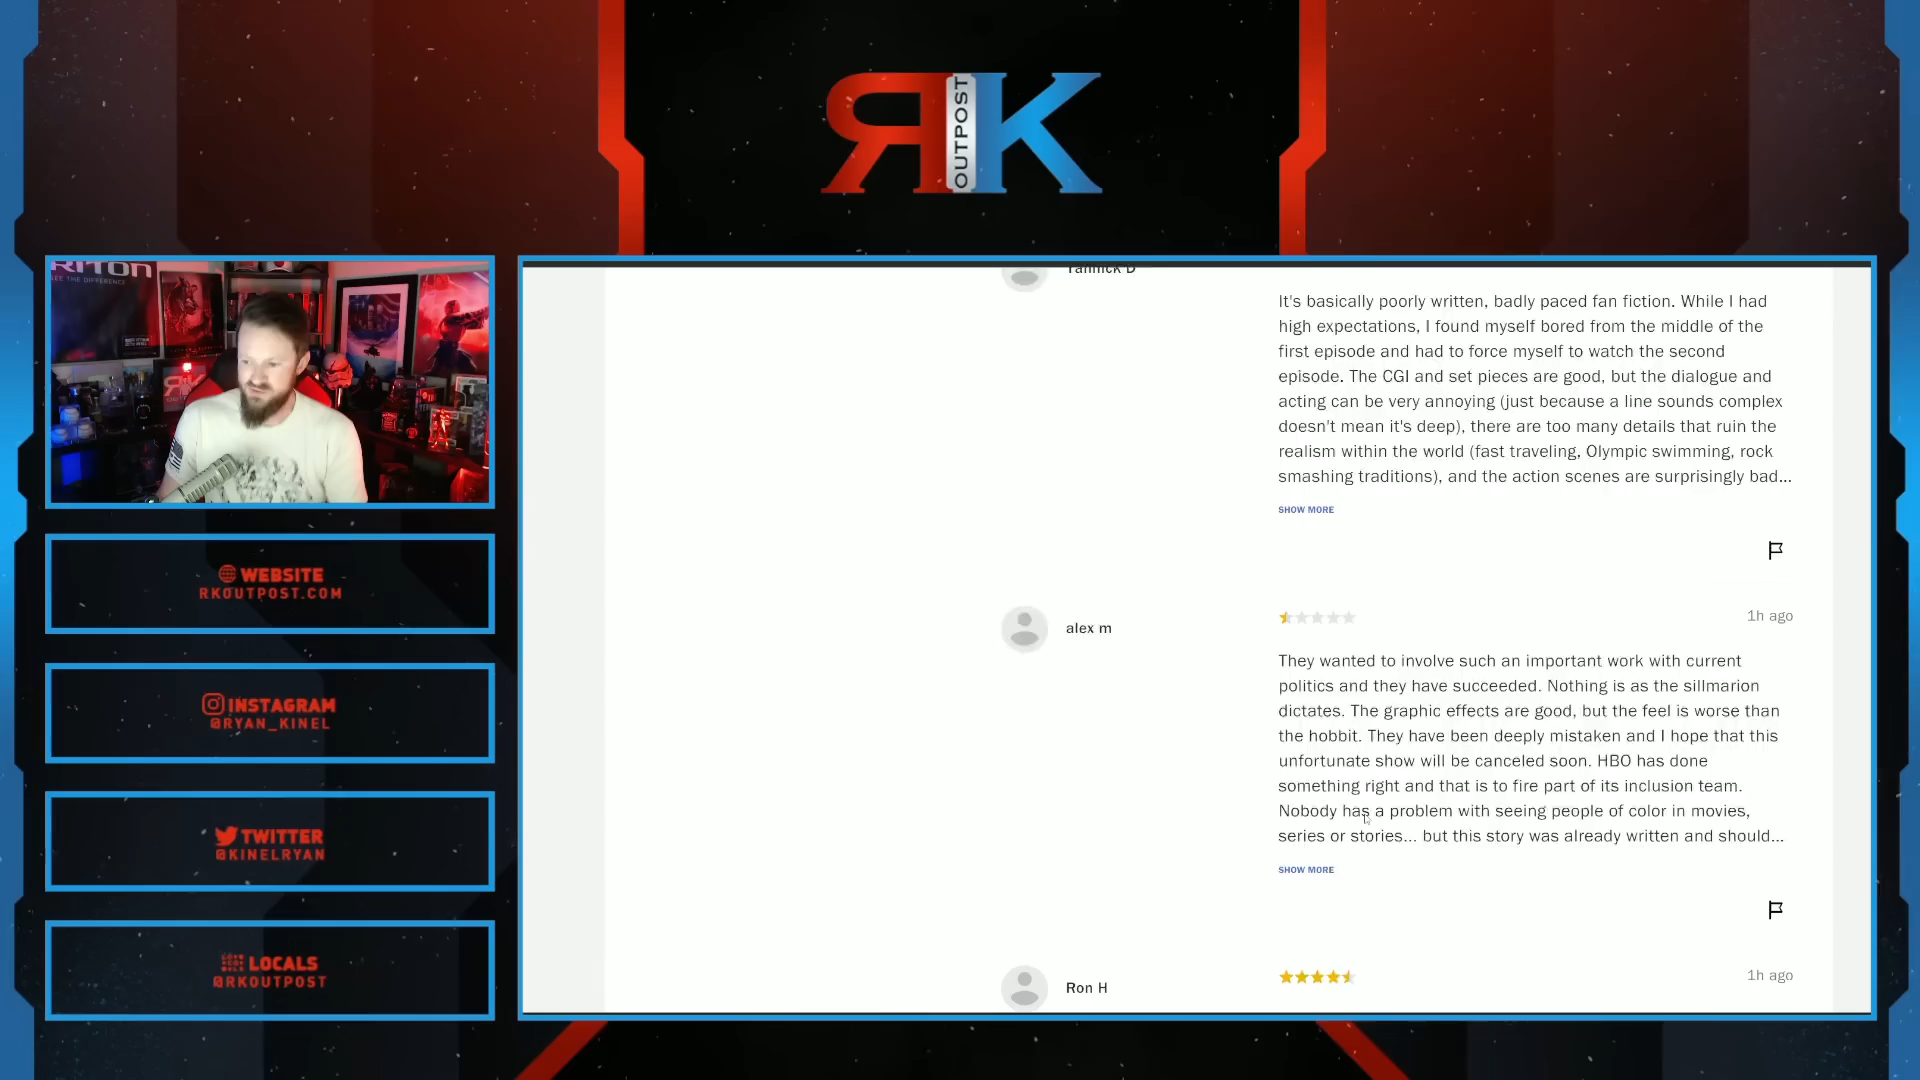 RK
OUTPOST
RITON
SEE THE DIFFERENCE
WEBSITE
RKOUTPOST.COM
INSTAGRAM
@RYAN_KINEL
TWITTER
@KINELRYAN
LOCALS
@RKOUTPOST
Yannick D
It's basically poorly written, badly paced fan fiction. While I had
high expectations, I found myself bored from the middle of the
first episode and had to force myself to watch the second
episode. The CGI and set pieces are good, but the dialogue and
acting can be very annoying (just because a line sounds complex
doesn't mean it's deep), there are too many details that ruin the
realism within the world (fast traveling, Olympic swimming, rock
smashing traditions), and the action scenes are surprisingly bad...
SHOW MORE
alex m
1h ago
They wanted to involve such an important work with current
politics and they have succeeded. Nothing is as the sillmarion
dictates. The graphic effects are good, but the feel is worse than
the hobbit. They have been deeply mistaken and I hope that this
unfortunate show will be canceled soon. HBO has done
something right and that is to fire part of its inclusion team.
Nobody has a problem with seeing people of color in movies,
series or stories... but this story was already written and should...
SHOW MORE
Ron H
1h ago